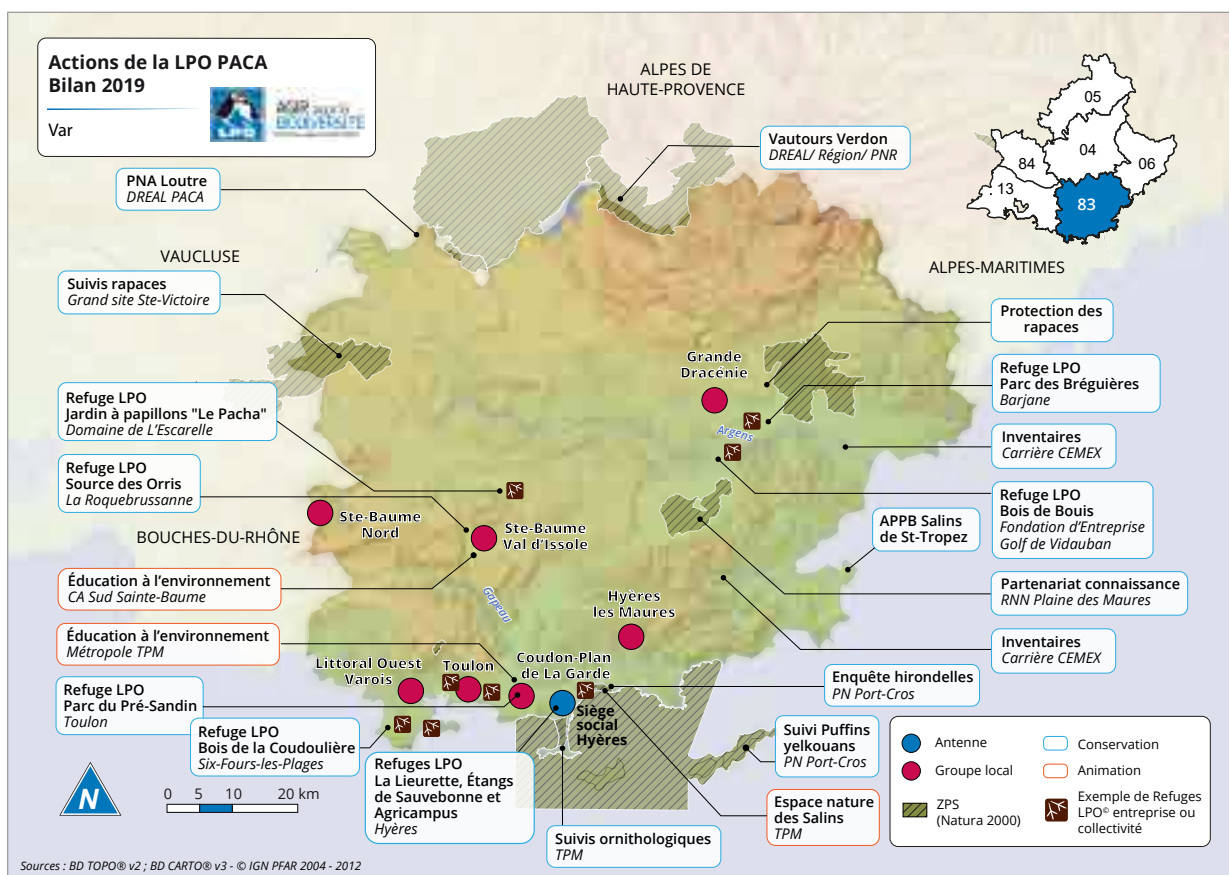 Actions de la LPO PACA
Bilan 2019
Var
LPO
AGIR pour la
BIODIVERSITÉ
ALPES DE
HAUTE-PROVENCE
VAUCLUSE
ALPES-MARITIMES
BOUCHES-DU-RHÔNE
05
04
84
06
13
83
Vautours Verdon
DREAL/ Région/ PNR
PNA Loutre
DREAL PACA
Suivis rapaces
Grand site Ste-Victoire
Refuge LPO
Jardin à papillons "Le Pacha"
Domaine de L'Escarelle
Refuge LPO
Source des Orris
La Roquebrussanne
Éducation à l'environnement
CA Sud Sainte-Baume
Éducation à l'environnement
Métropole TPM
Refuge LPO
Parc du Pré-Sandin
Toulon
Refuge LPO
Bois de la Coudoulière
Six-Fours-les-Plages
Refuges LPO
La Lieurette, Étangs
de Sauvebonne et
Agricampus
Hyères
Suivis ornithologiques
TPM
Espace nature
des Salins
TPM
Suivi Puffins
yelkouans
PN Port-Cros
Enquête hirondelles
PN Port-Cros
Protection des
rapaces
Refuge LPO
Parc des Bréguières
Barjane
Inventaires
Carrière CEMEX
Refuge LPO
Bois de Bouis
Fondation d'Entreprise
Golf de Vidauban
APPB Salins
de St-Tropez
Partenariat connaissance
RNN Plaine des Maures
Inventaires
Carrière CEMEX
Grande
Dracénie
Argens
Ste-Baume
Nord
Ste-Baume
Val d'Issole
Gapeau
Hyères
les Maures
Littoral Ouest
Varois
Toulon
Coudon-Plan
de La Garde
Siège
social
Hyères
N
0 5 10 20 km
Antenne
Groupe local
ZPS
(Natura 2000)
Conservation
Animation
Exemple de Refuges
LPO© entreprise ou
collectivité
Sources : BD TOPO® v2 ; BD CARTO® v3 - © IGN PFAR 2004 - 2012